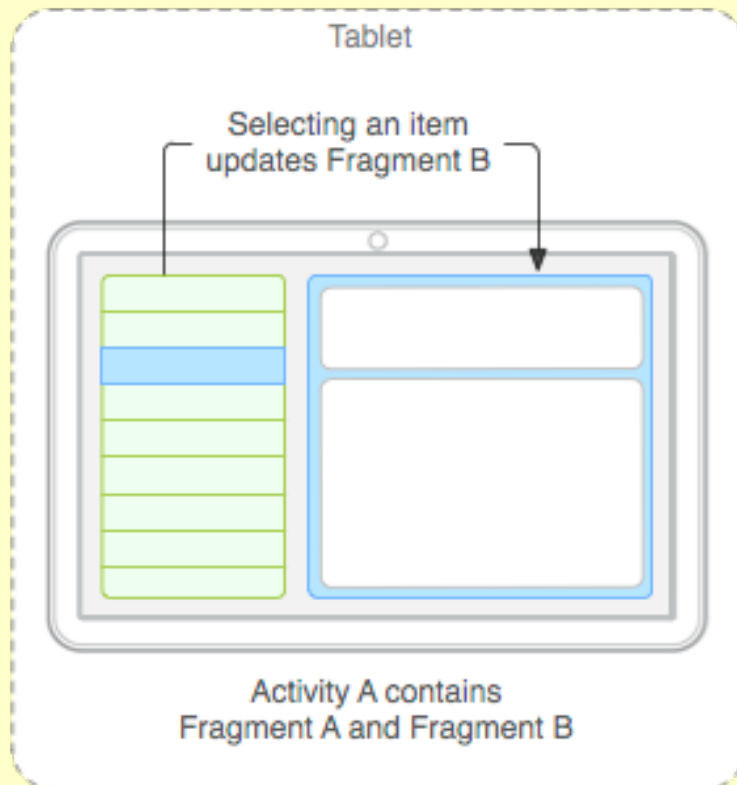 Tablet
Selecting an item
updates Fragment B
Activity A contains
Fragment A and Fragment B